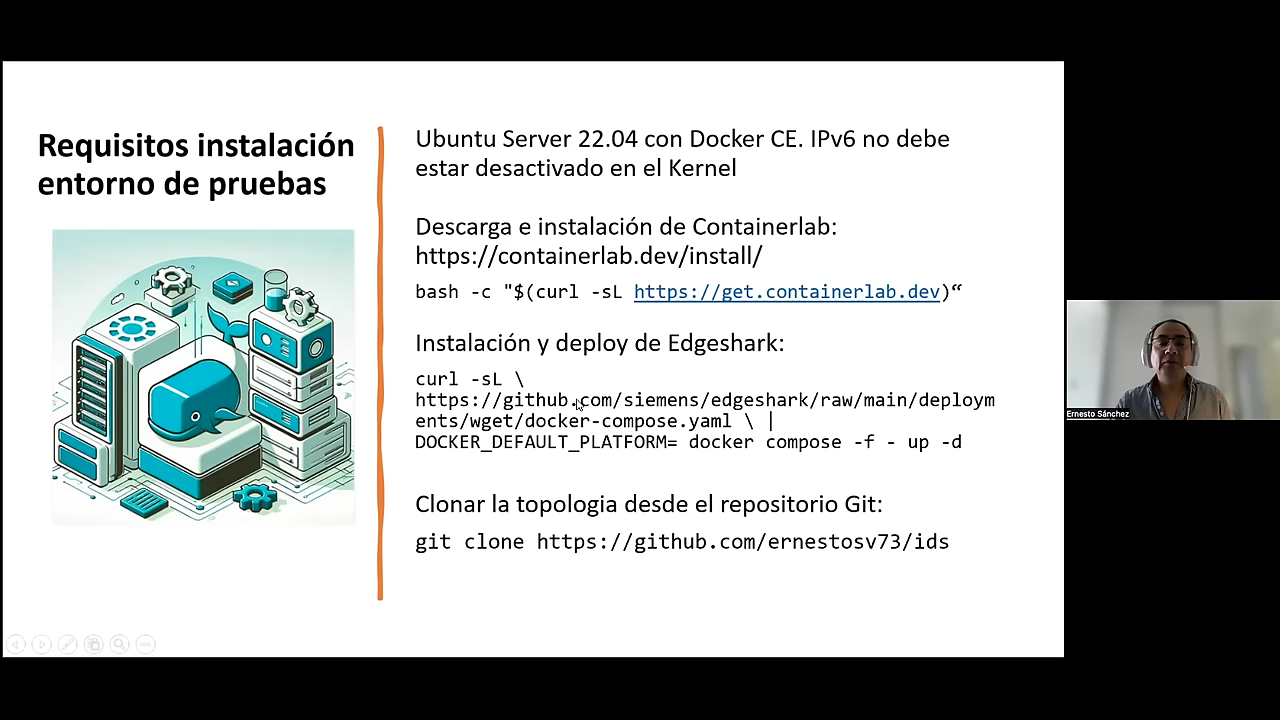 Requisitos instalación
entorno de pruebas
Ubuntu Server 22.04 con Docker CE. IPv6 no debe
estar desactivado en el Kernel
Descarga e instalación de Containerlab:
https://containerlab.dev/install/
bash -c "$(curl -sL https://get.containerlab.dev)“
Instalación y deploy de Edgeshark:
curl -sL \
https://github.com/siemens/edgeshark/raw/main/deploym
ents/wget/docker-compose.yaml \ |
DOCKER_DEFAULT_PLATFORM= docker compose -f - up -d
Clonar la topologia desde el repositorio Git:
git clone https://github.com/ernestosv73/ids
Ernesto Sánchez